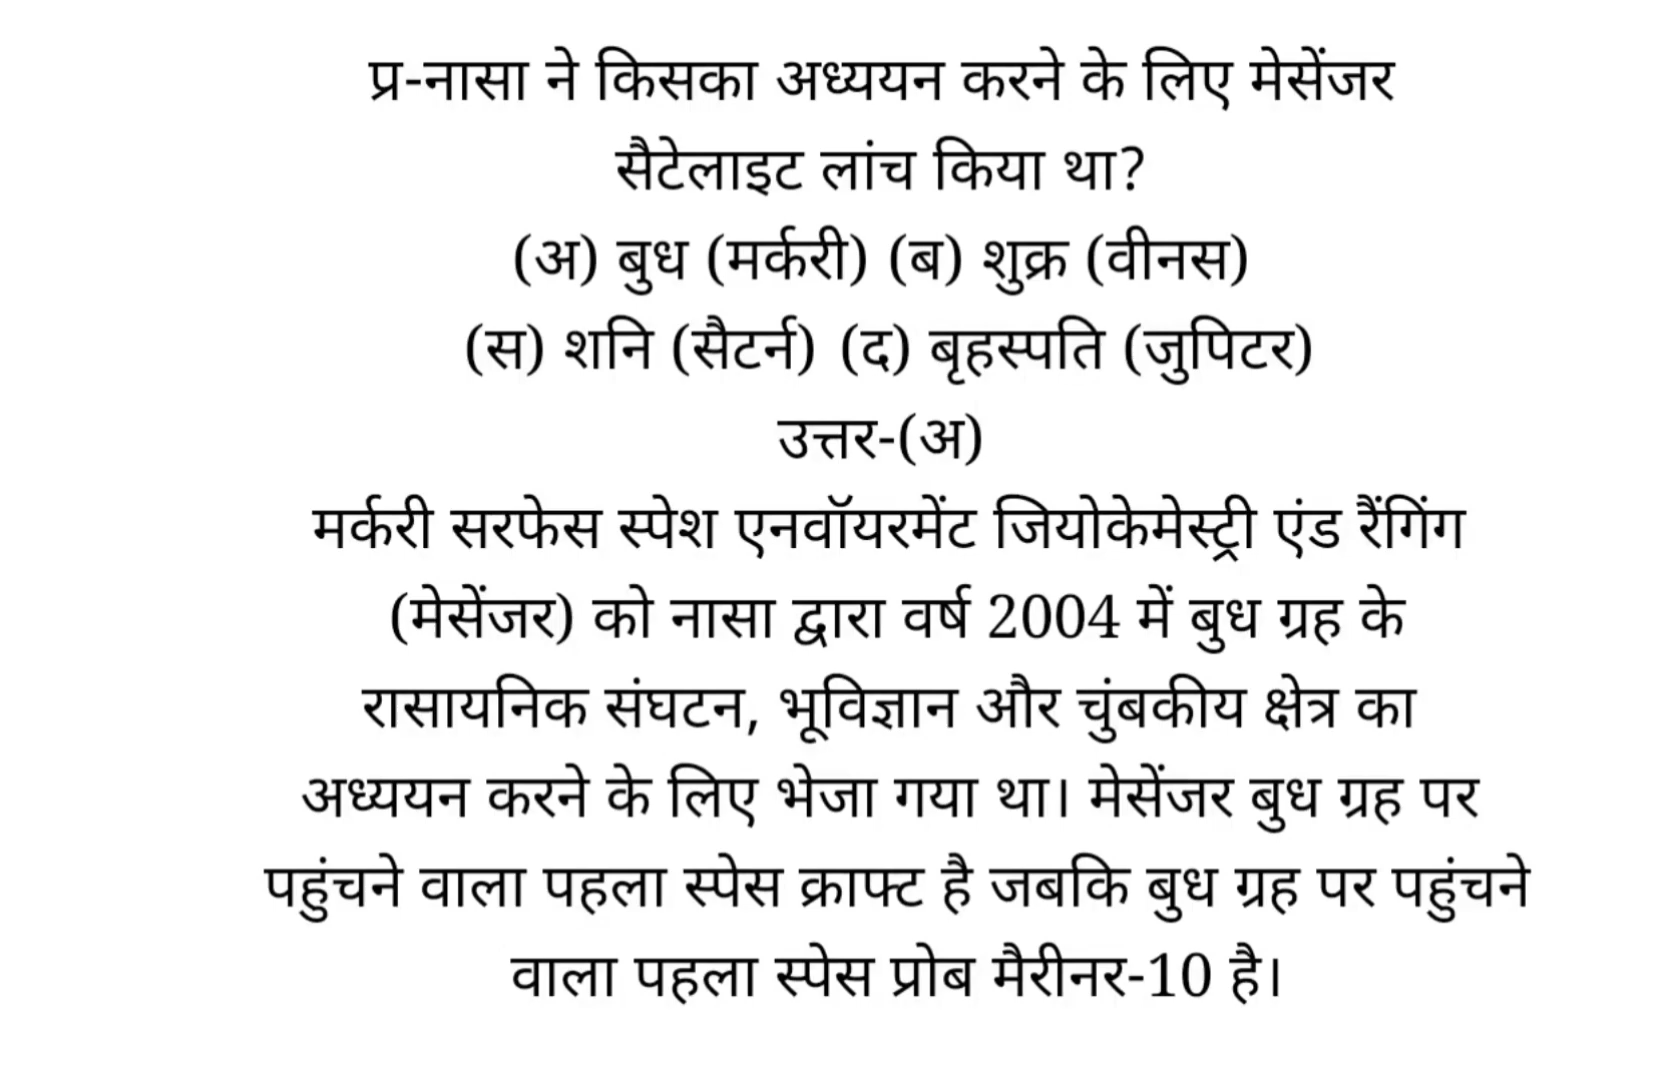 प्र-नासा ने किसका अध्ययन करने के लिए मेसेंजर
सैटेलाइट लांच किया था?
(अ) बुध (मर्करी) (ब) शुक्र (वीनस)
(स) शनि (सैटर्न) (द) बृहस्पति (जुपिटर)
उत्तर-(अ)
मर्करी सरफेस स्पेश एनवॉयरमेंट जियोकेमेस्ट्री एंड रैंगिंग
(मेसेंजर) को नासा द्वारा वर्ष 2004 में बुध ग्रह के
रासायनिक संघटन, भूविज्ञान और चुंबकीय क्षेत्र का
अध्ययन करने के लिए भेजा गया था। मेसेंजर बुध ग्रह पर
पहुंचने वाला पहला स्पेस क्राफ्ट है जबकि बुध ग्रह पर पहुंचने
वाला पहला स्पेस प्रोब मैरीनर-10 है।